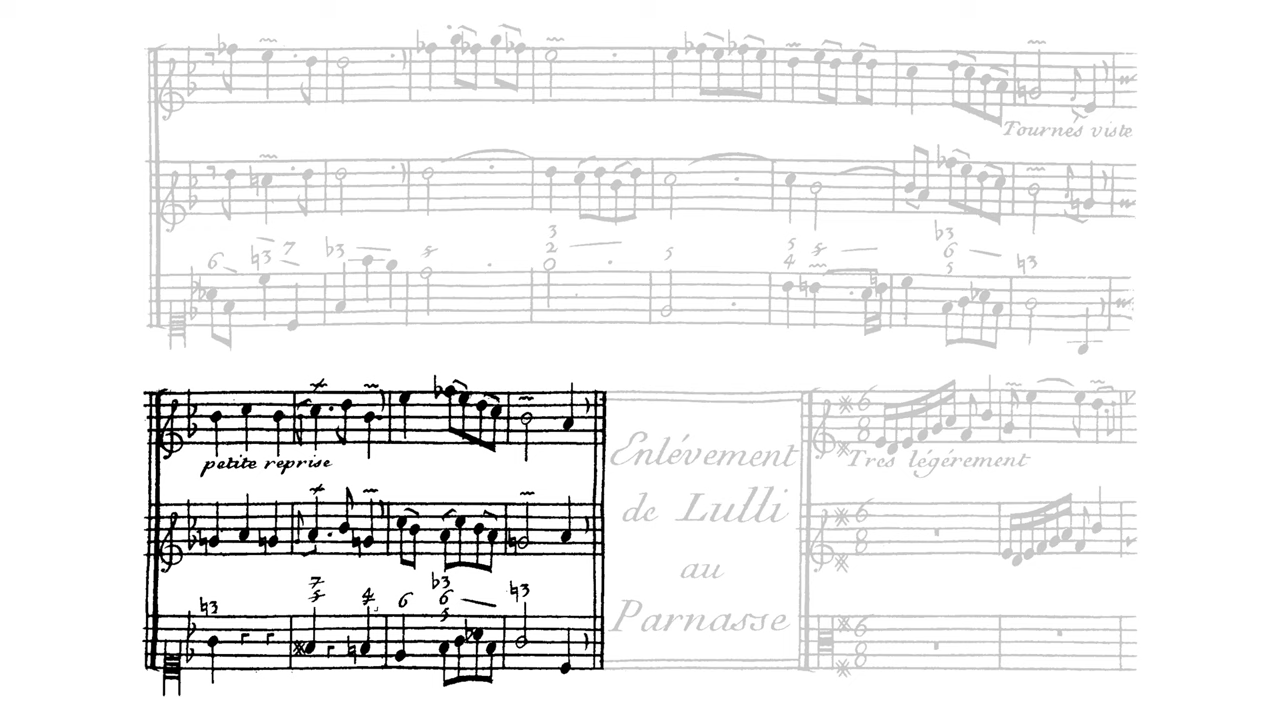 Tournés viste
petite reprise
Enlévement
de Lulli
au
Parnasse
Tres légérement